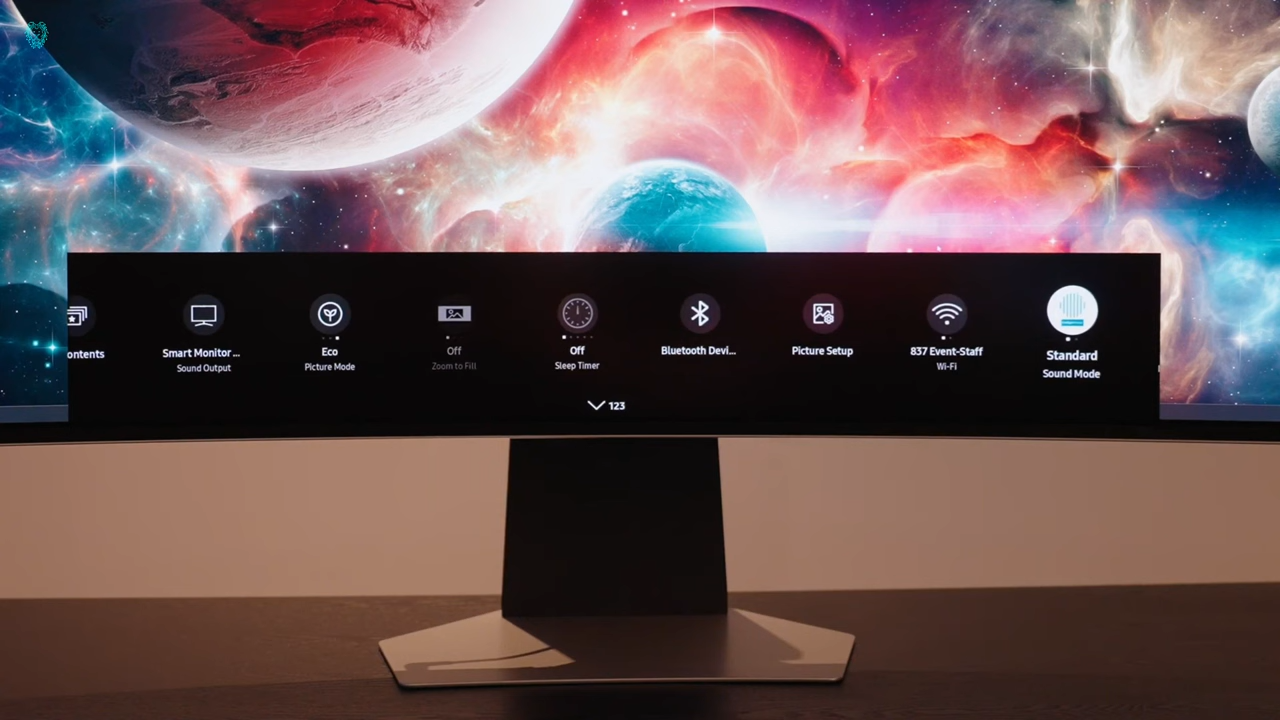 ontents
Smart Monitor ...
Sound Output
Eco
Picture Mode
Off
Zoom to Fill
Off
Sleep Timer
Bluetooth Devi...
Picture Setup
837 Event-Staff
Wi-Fi
Standard
Sound Mode
123